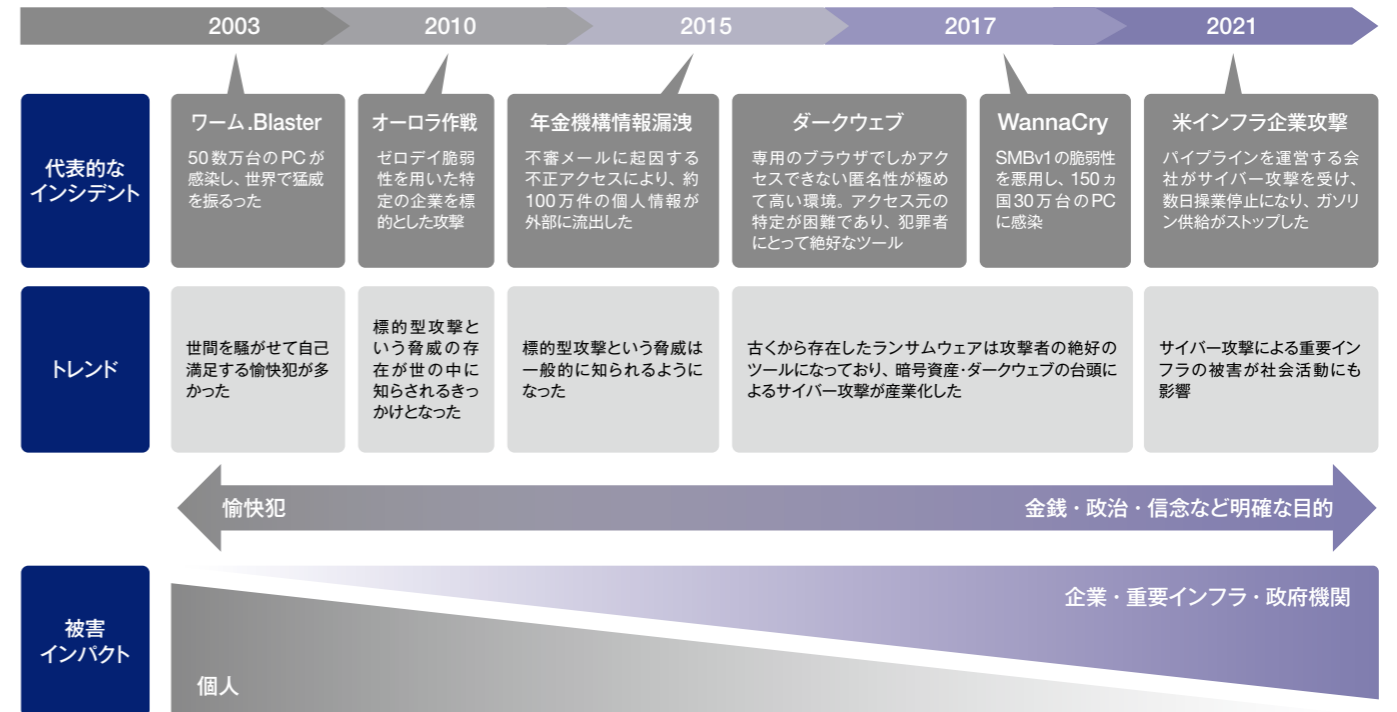 2003
2010
2015
2017
2021
代表的な
インシデント
ワーム.Blaster
50数万台のPCが
感染し、世界で猛威
を振るった
オーロラ作戦
ゼロデイ脆弱
性を用いた特
定の企業を標
的とした攻撃
年金機構情報漏洩
不審メールに起因する
不正アクセスにより、約
100万件の個人情報が
外部に流出した
ダークウェブ
専用のブラウザでしかアク
セスできない匿名性が極め
て高い環境。アクセス元の
特定が困難であり、犯罪者
にとって絶好なツール
WannaCry
SMBv1の脆弱性
を悪用し、150ヵ
国30万台のPC
に感染
米インフラ企業攻撃
パイプラインを運営する会
社がサイバー攻撃を受け、
数日操業停止になり、ガソリ
ン供給がストップした
トレンド
世間を騒がせて自己
満足する愉快犯が多
かった
標的型攻撃と
いう脅威の存
在が世の中に
知らされるきっ
かけとなった
標的型攻撃という脅威は
一般的に知られるように
なった
古くから存在したランサムウェアは攻撃者の絶好の
ツールになっており、暗号資産・ダークウェブの台頭に
よるサイバー攻撃が産業化した
サイバー攻撃による重要イン
フラの被害が社会活動にも
影響
愉快犯
金銭・政治・信念など明確な目的
被害
インパクト
企業・重要インフラ・政府機関
個人